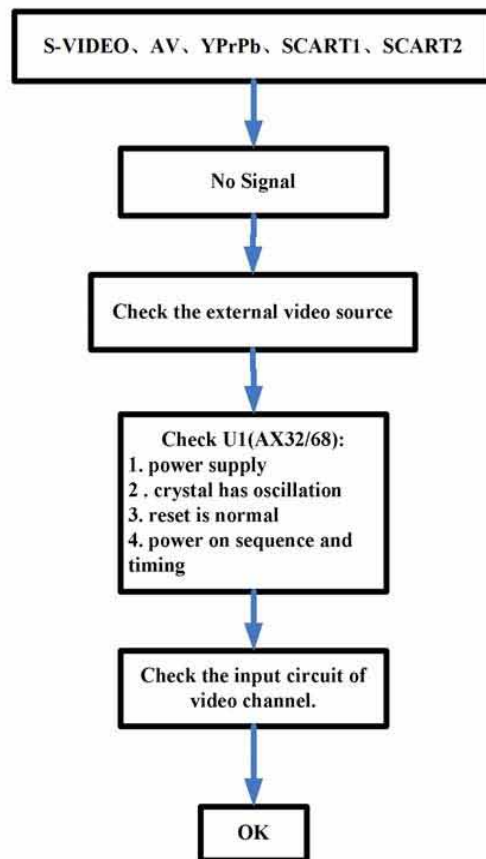 S-VIDEO、AV、YPrPb、SCART1、SCART2
No Signal
Check the external video source
Check U1(AX32/68):
1. power supply
2 . crystal has oscillation
3. reset is normal
4. power on sequence and
timing
Check the input circuit of
video channel.
OK